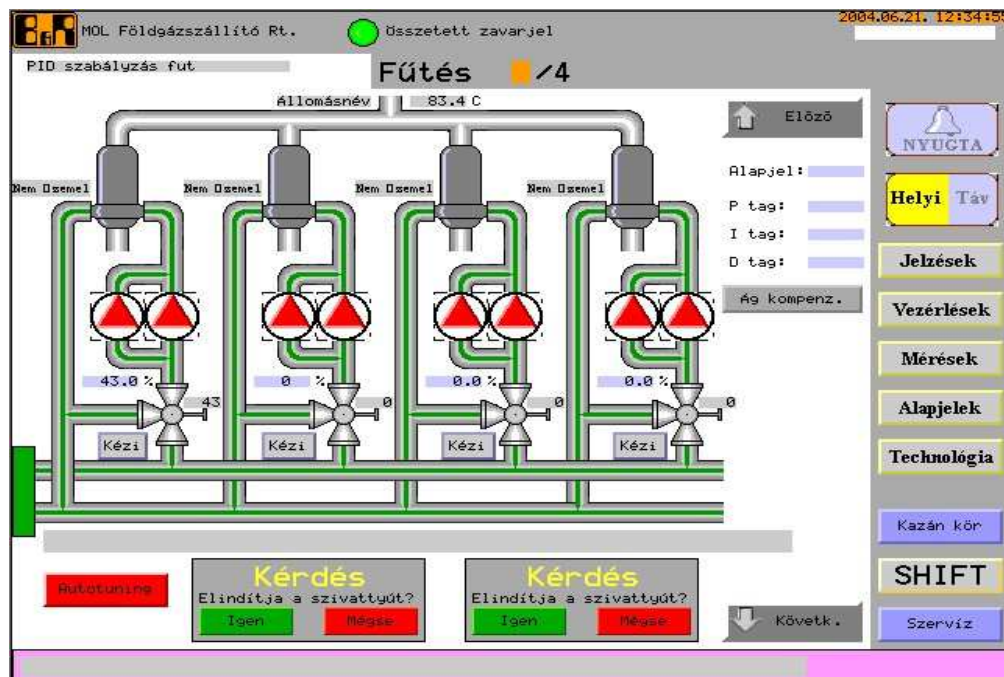 B&R MOL Földgázszállító Rt. Összetett zavarjel 2004.06.21. 12:34:55
PID szabályzás fut
Fűtés /4
Állomásnév 83.4 C
Előző
NYUGTA
Nem üzemel Nem üzemel Nem üzemel Nem üzemel
Alapjel:
P tag:
I tag:
D tag:
Helyi Táv
Jelzések
Ág kompenz.
Vezérlések
Mérések
43.0 % 0 % 0.0 % 0.0 %
43 0 0 0
Alapjelek
Kézi Kézi Kézi Kézi
Technológia
Kazán kör
Autotuning
Kérdés
Elindítja a szivattyút?
Igen Mégse
Kérdés
Elindítja a szivattyút?
Igen Mégse
SHIFT
Követk.
Szervíz